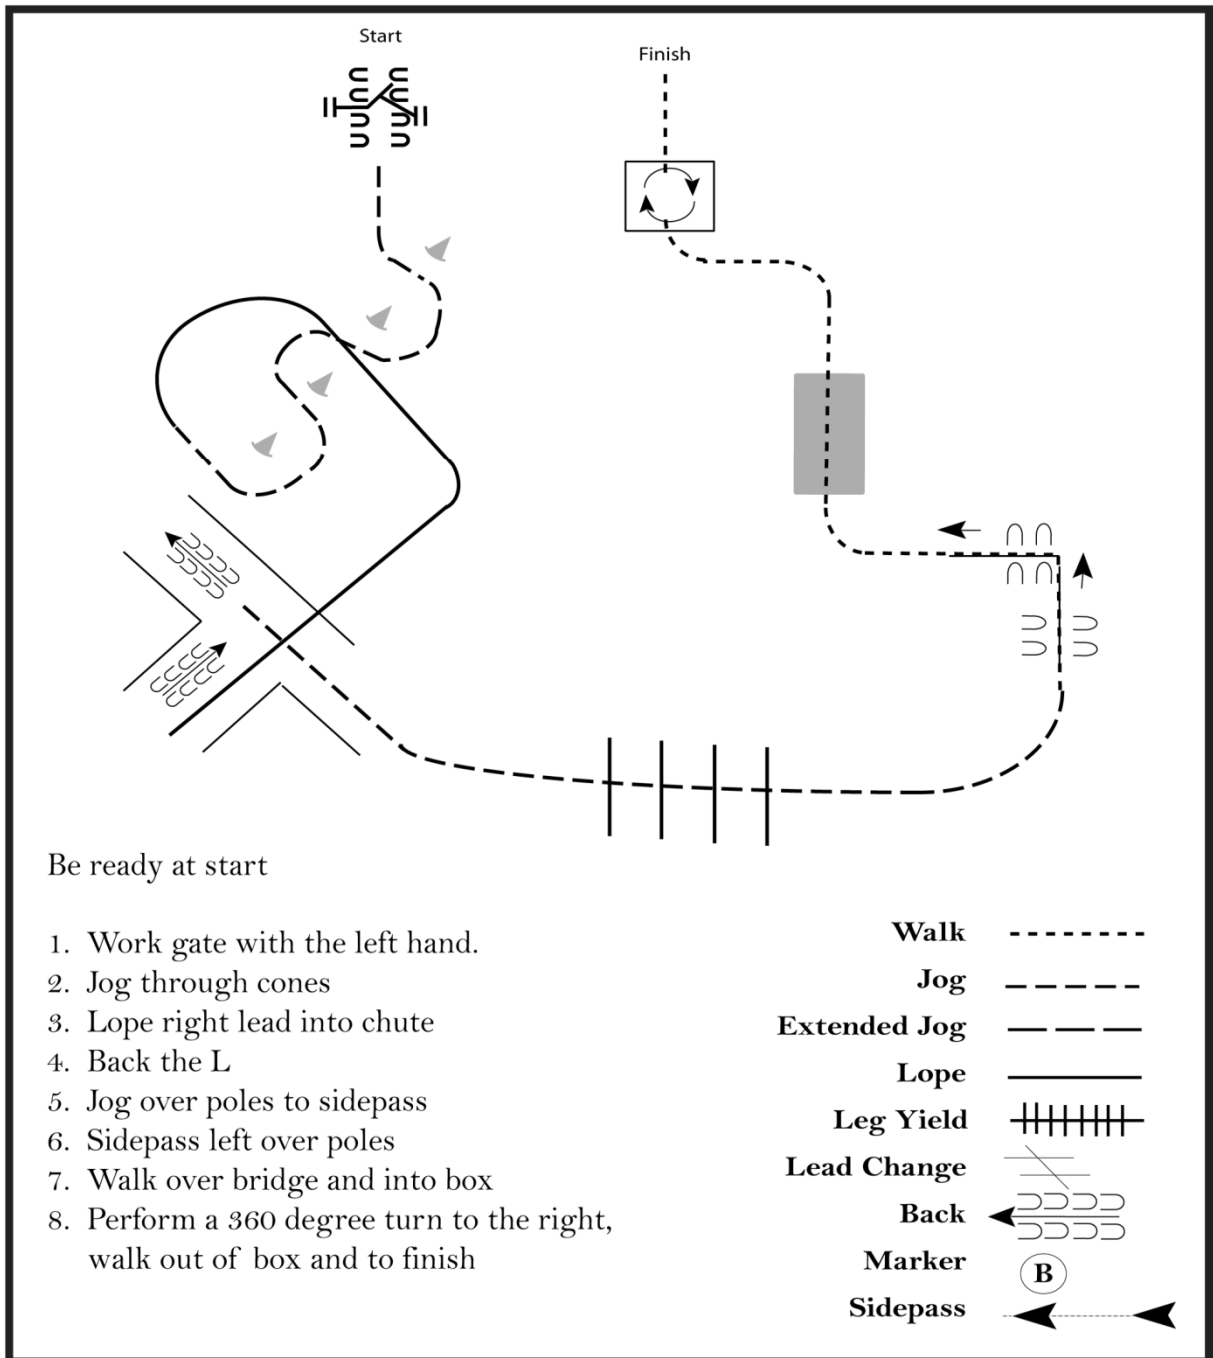 Start
Finish
Be ready at start
1. Work gate with the left hand.
2. Jog through cones
3. Lope right lead into chute
4. Back the L
5. Jog over poles to sidepass
6. Sidepass left over poles
7. Walk over bridge and into box
8. Perform a 360 degree turn to the right,
walk out of box and to finish
Walk
Jog
Extended Jog
Lope
Leg Yield
Lead Change
Back
Marker
B
Sidepass